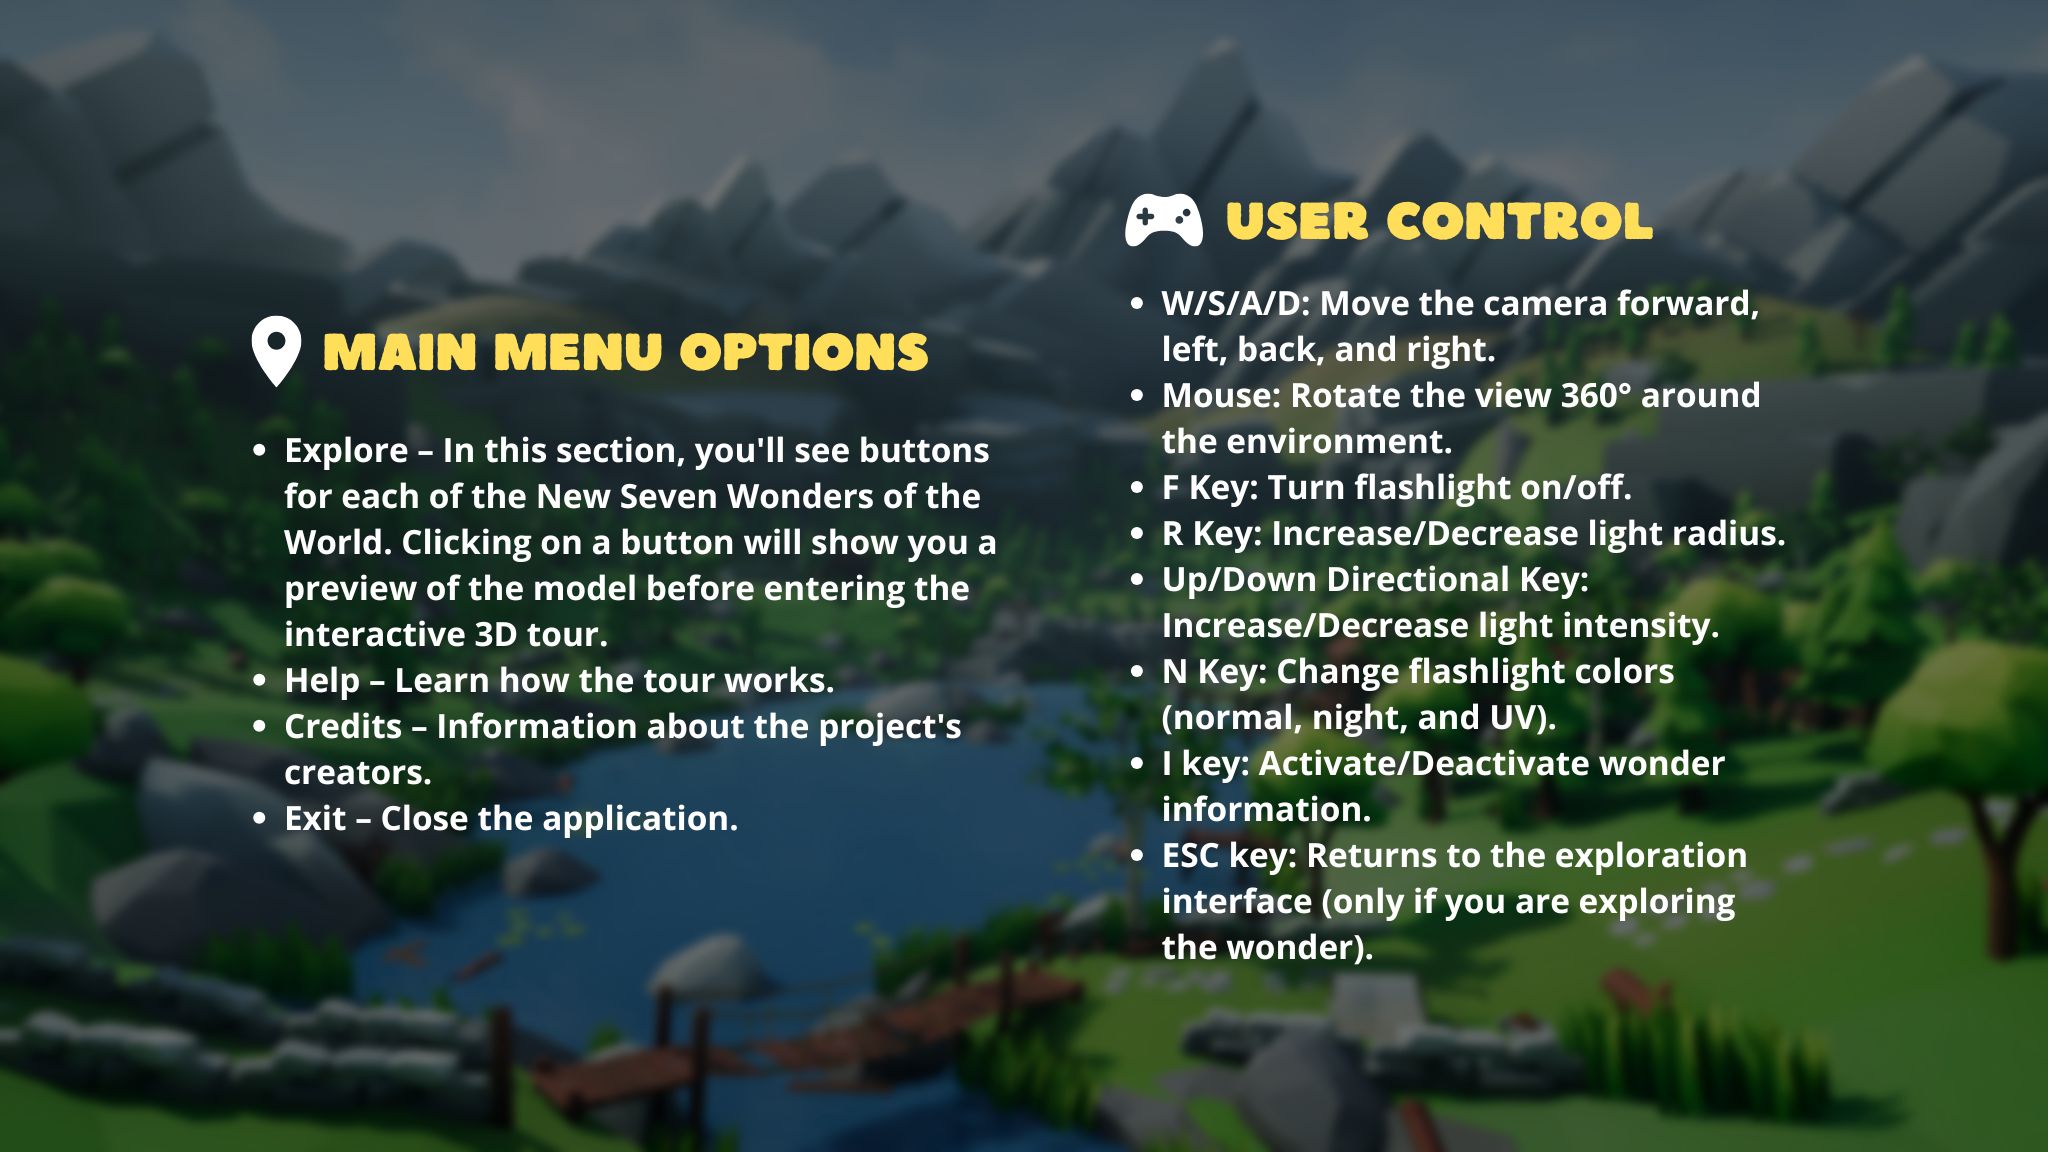 MAIN MENU OPTIONS
• Explore – In this section, you'll see buttons
for each of the New Seven Wonders of the
World. Clicking on a button will show you a
preview of the model before entering the
interactive 3D tour.
• Help – Learn how the tour works.
• Credits – Information about the project's
creators.
• Exit – Close the application.
USER CONTROL
• W/S/A/D: Move the camera forward,
left, back, and right.
• Mouse: Rotate the view 360° around
the environment.
• F Key: Turn flashlight on/off.
• R Key: Increase/Decrease light radius.
• Up/Down Directional Key:
Increase/Decrease light intensity.
• N Key: Change flashlight colors
(normal, night, and UV).
• I key: Activate/Deactivate wonder
information.
• ESC key: Returns to the exploration
interface (only if you are exploring
the wonder).